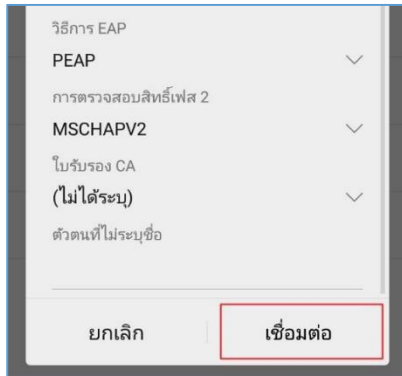 วิธีการ EAP
PEAP
การตรวจสอบสิทธิ์เฟส 2
MSCHAPV2
ใบรับรอง CA
(ไม่ได้ระบุ)
ตัวตนที่ไม่ระบุชื่อ
ยกเลิก เชื่อมต่อ